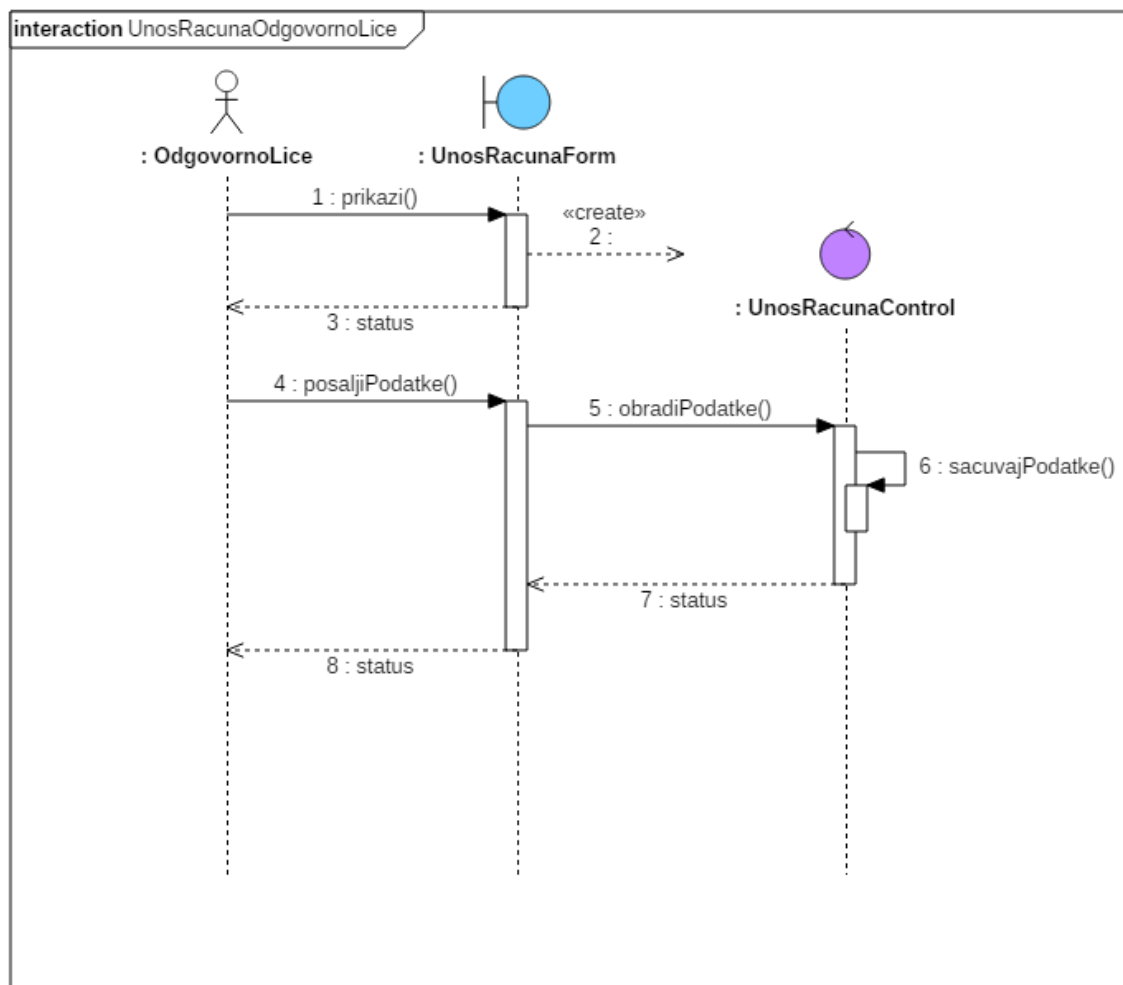 interaction UnosRacunaOdgovornoLice
: OdgovornoLice
: UnosRacunaForm
1 : prikazi()
«create»
2 :
: UnosRacunaControl
3 : status
4 : posaljiPodatke()
5 : obradiPodatke()
6 : sacuvajPodatke()
7 : status
8 : status